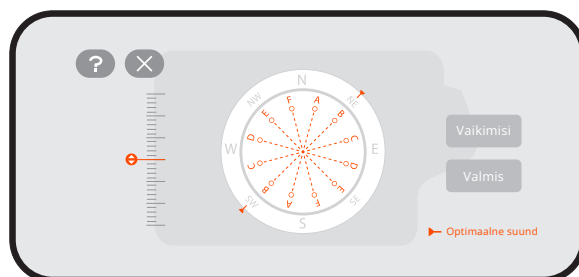 ?
N
NW
NE
F
A
E
B
D
C
W
E
C
D
B
E
A
F
SW
SE
S
Vaikimisi
Valmis
Optimaalne suund